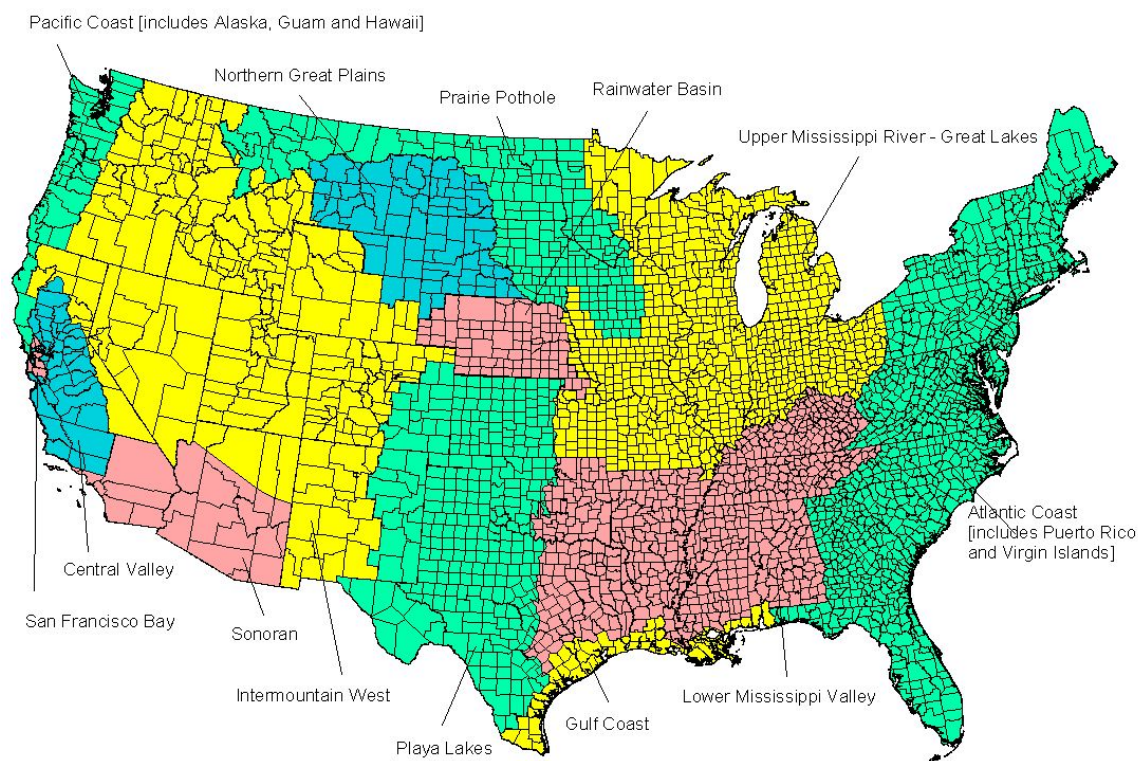 Pacific Coast [includes Alaska, Guam and Hawaii]
Northern Great Plains
Prairie Pothole
Rainwater Basin
Upper Mississippi River - Great Lakes
Atlantic Coast
[includes Puerto Rico
and Virgin Islands]
Central Valley
San Francisco Bay
Sonoran
Intermountain West
Playa Lakes
Gulf Coast
Lower Mississippi Valley